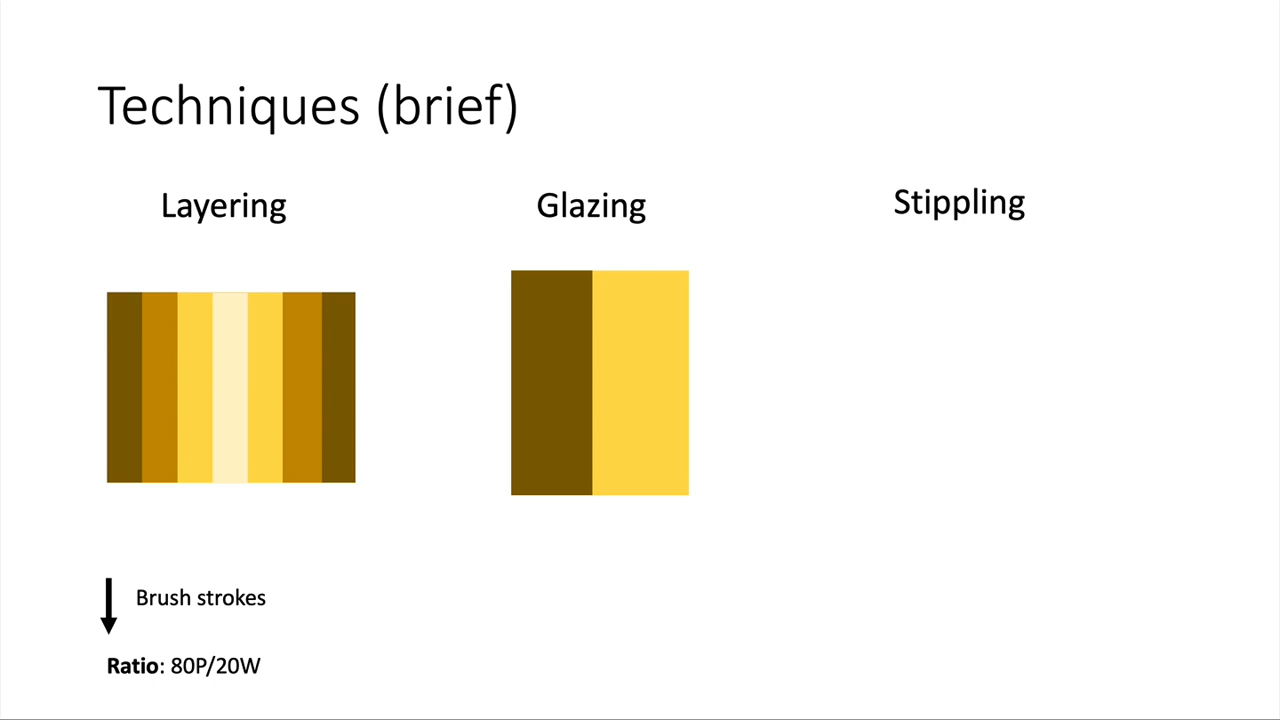 Techniques (brief)
Layering
Glazing
Stippling
Brush strokes
Ratio: 80P/20W